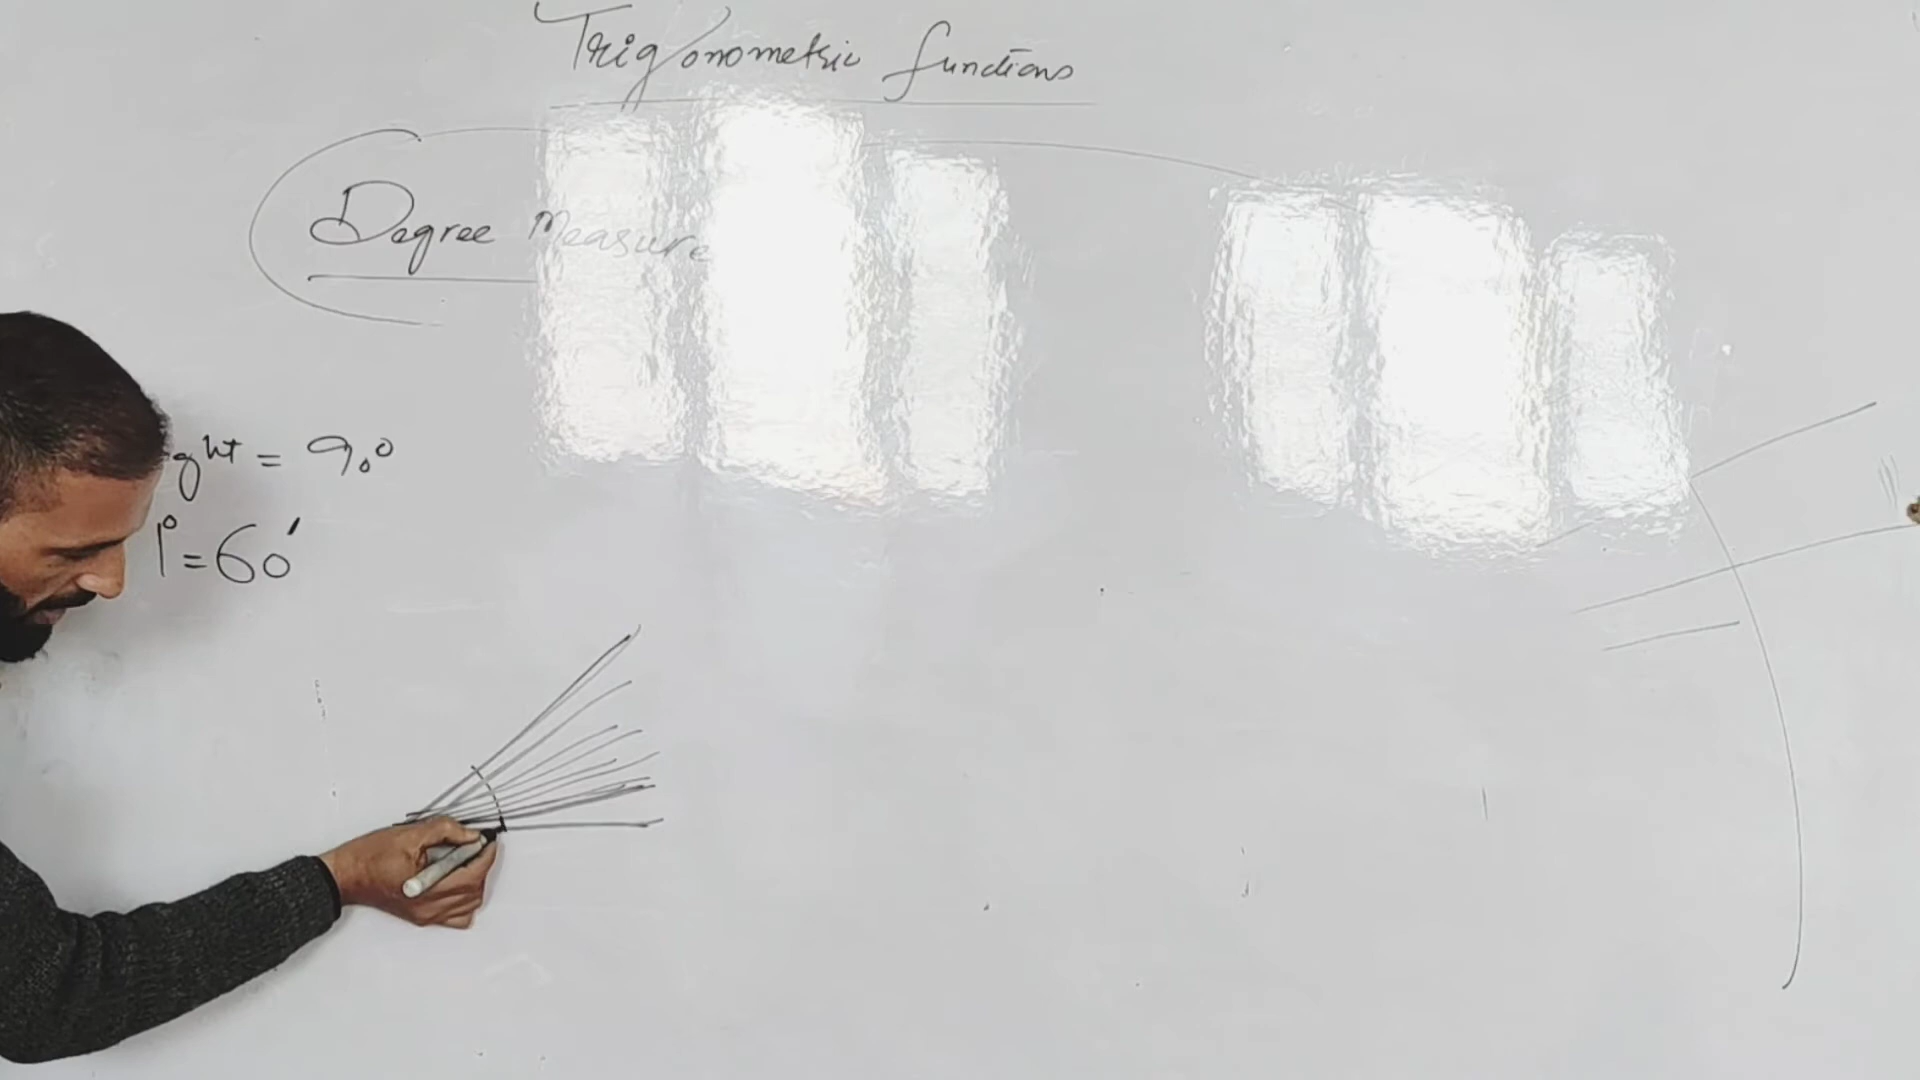 Trigonometric functions
Degree Measure
ght = 90°
1° = 60′